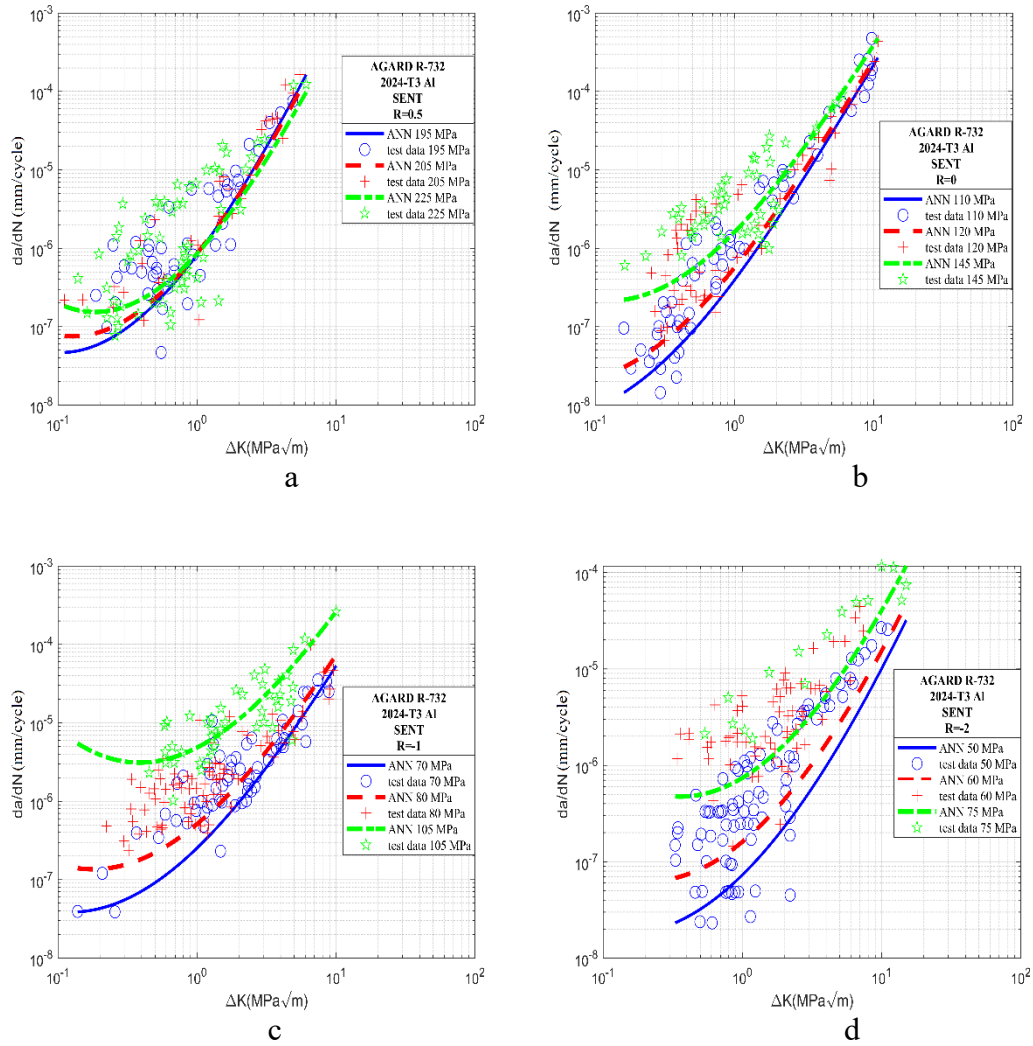 10^-3
10^-4
10^-5
10^-6
10^-7
10^-8
da/dN (mm/cycle)
AGARD R-732
2024-T3 Al
SENT
R=0.5
ANN 195 MPa
test data 195 MPa
ANN 205 MPa
test data 205 MPa
ANN 225 MPa
test data 225 MPa
10^-1
10^0
10^1
10^2
ΔK(MPa√m)
a
10^-3
10^-4
10^-5
10^-6
10^-7
10^-8
da/dN (mm/cycle)
AGARD R-732
2024-T3 Al
SENT
R=0
ANN 110 MPa
test data 110 MPa
ANN 120 MPa
test data 120 MPa
ANN 145 MPa
test data 145 MPa
10^-1
10^0
10^1
10^2
ΔK(MPa√m)
b
10^-3
10^-4
10^-5
10^-6
10^-7
10^-8
da/dN (mm/cycle)
AGARD R-732
2024-T3 Al
SENT
R=-1
ANN 70 MPa
test data 70 MPa
ANN 80 MPa
test data 80 MPa
ANN 105 MPa
test data 105 MPa
10^-1
10^0
10^1
10^2
ΔK(MPa√m)
c
10^-4
10^-5
10^-6
10^-7
10^-8
da/dN (mm/cycle)
AGARD R-732
2024-T3 Al
SENT
R=-2
ANN 50 MPa
test data 50 MPa
ANN 60 MPa
test data 60 MPa
ANN 75 MPa
test data 75 MPa
10^-1
10^0
10^1
10^2
ΔK(MPa√m)
d